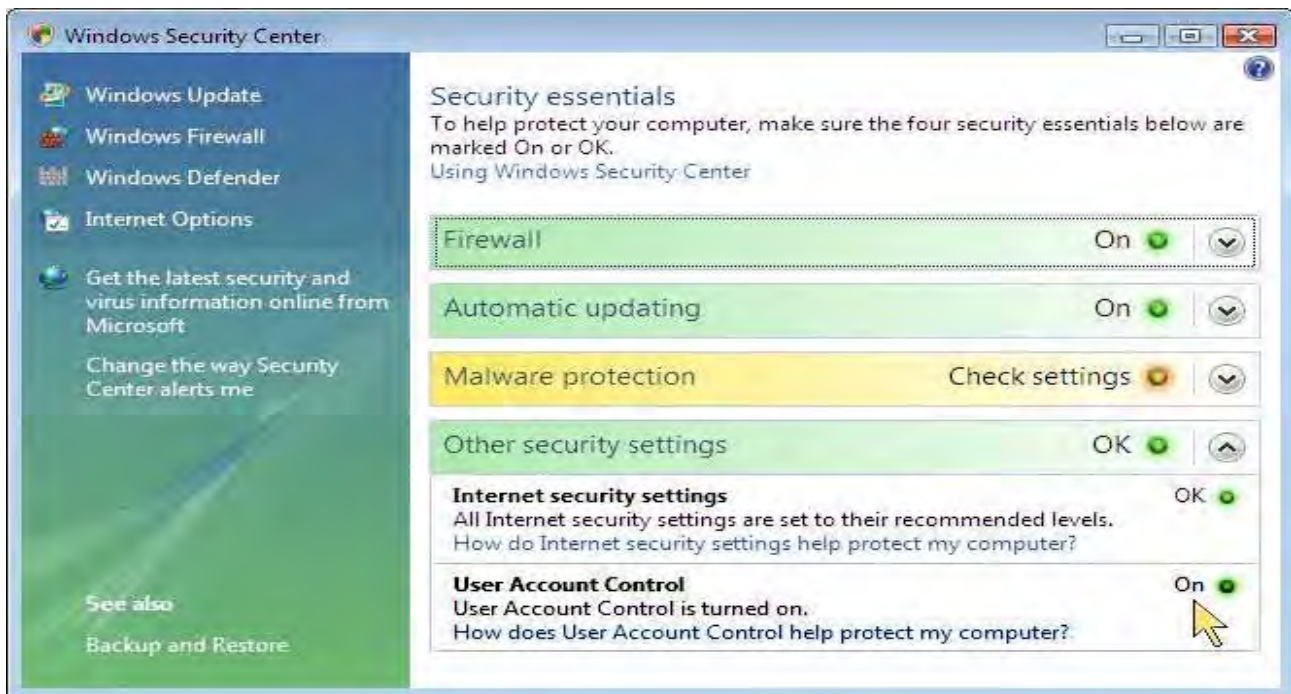 Windows Security Center
Windows Update
Windows Firewall
Windows Defender
Internet Options
Get the latest security and
virus information online from
Microsoft
Change the way Security
Center alerts me
See also
Backup and Restore
Security essentials
To help protect your computer, make sure the four security essentials below are
marked On or OK.
Using Windows Security Center
Firewall On
Automatic updating On
Malware protection Check settings
Other security settings OK
Internet security settings OK
All Internet security settings are set to their recommended levels.
How do Internet security settings help protect my computer?
User Account Control On
User Account Control is turned on.
How does User Account Control help protect my computer?